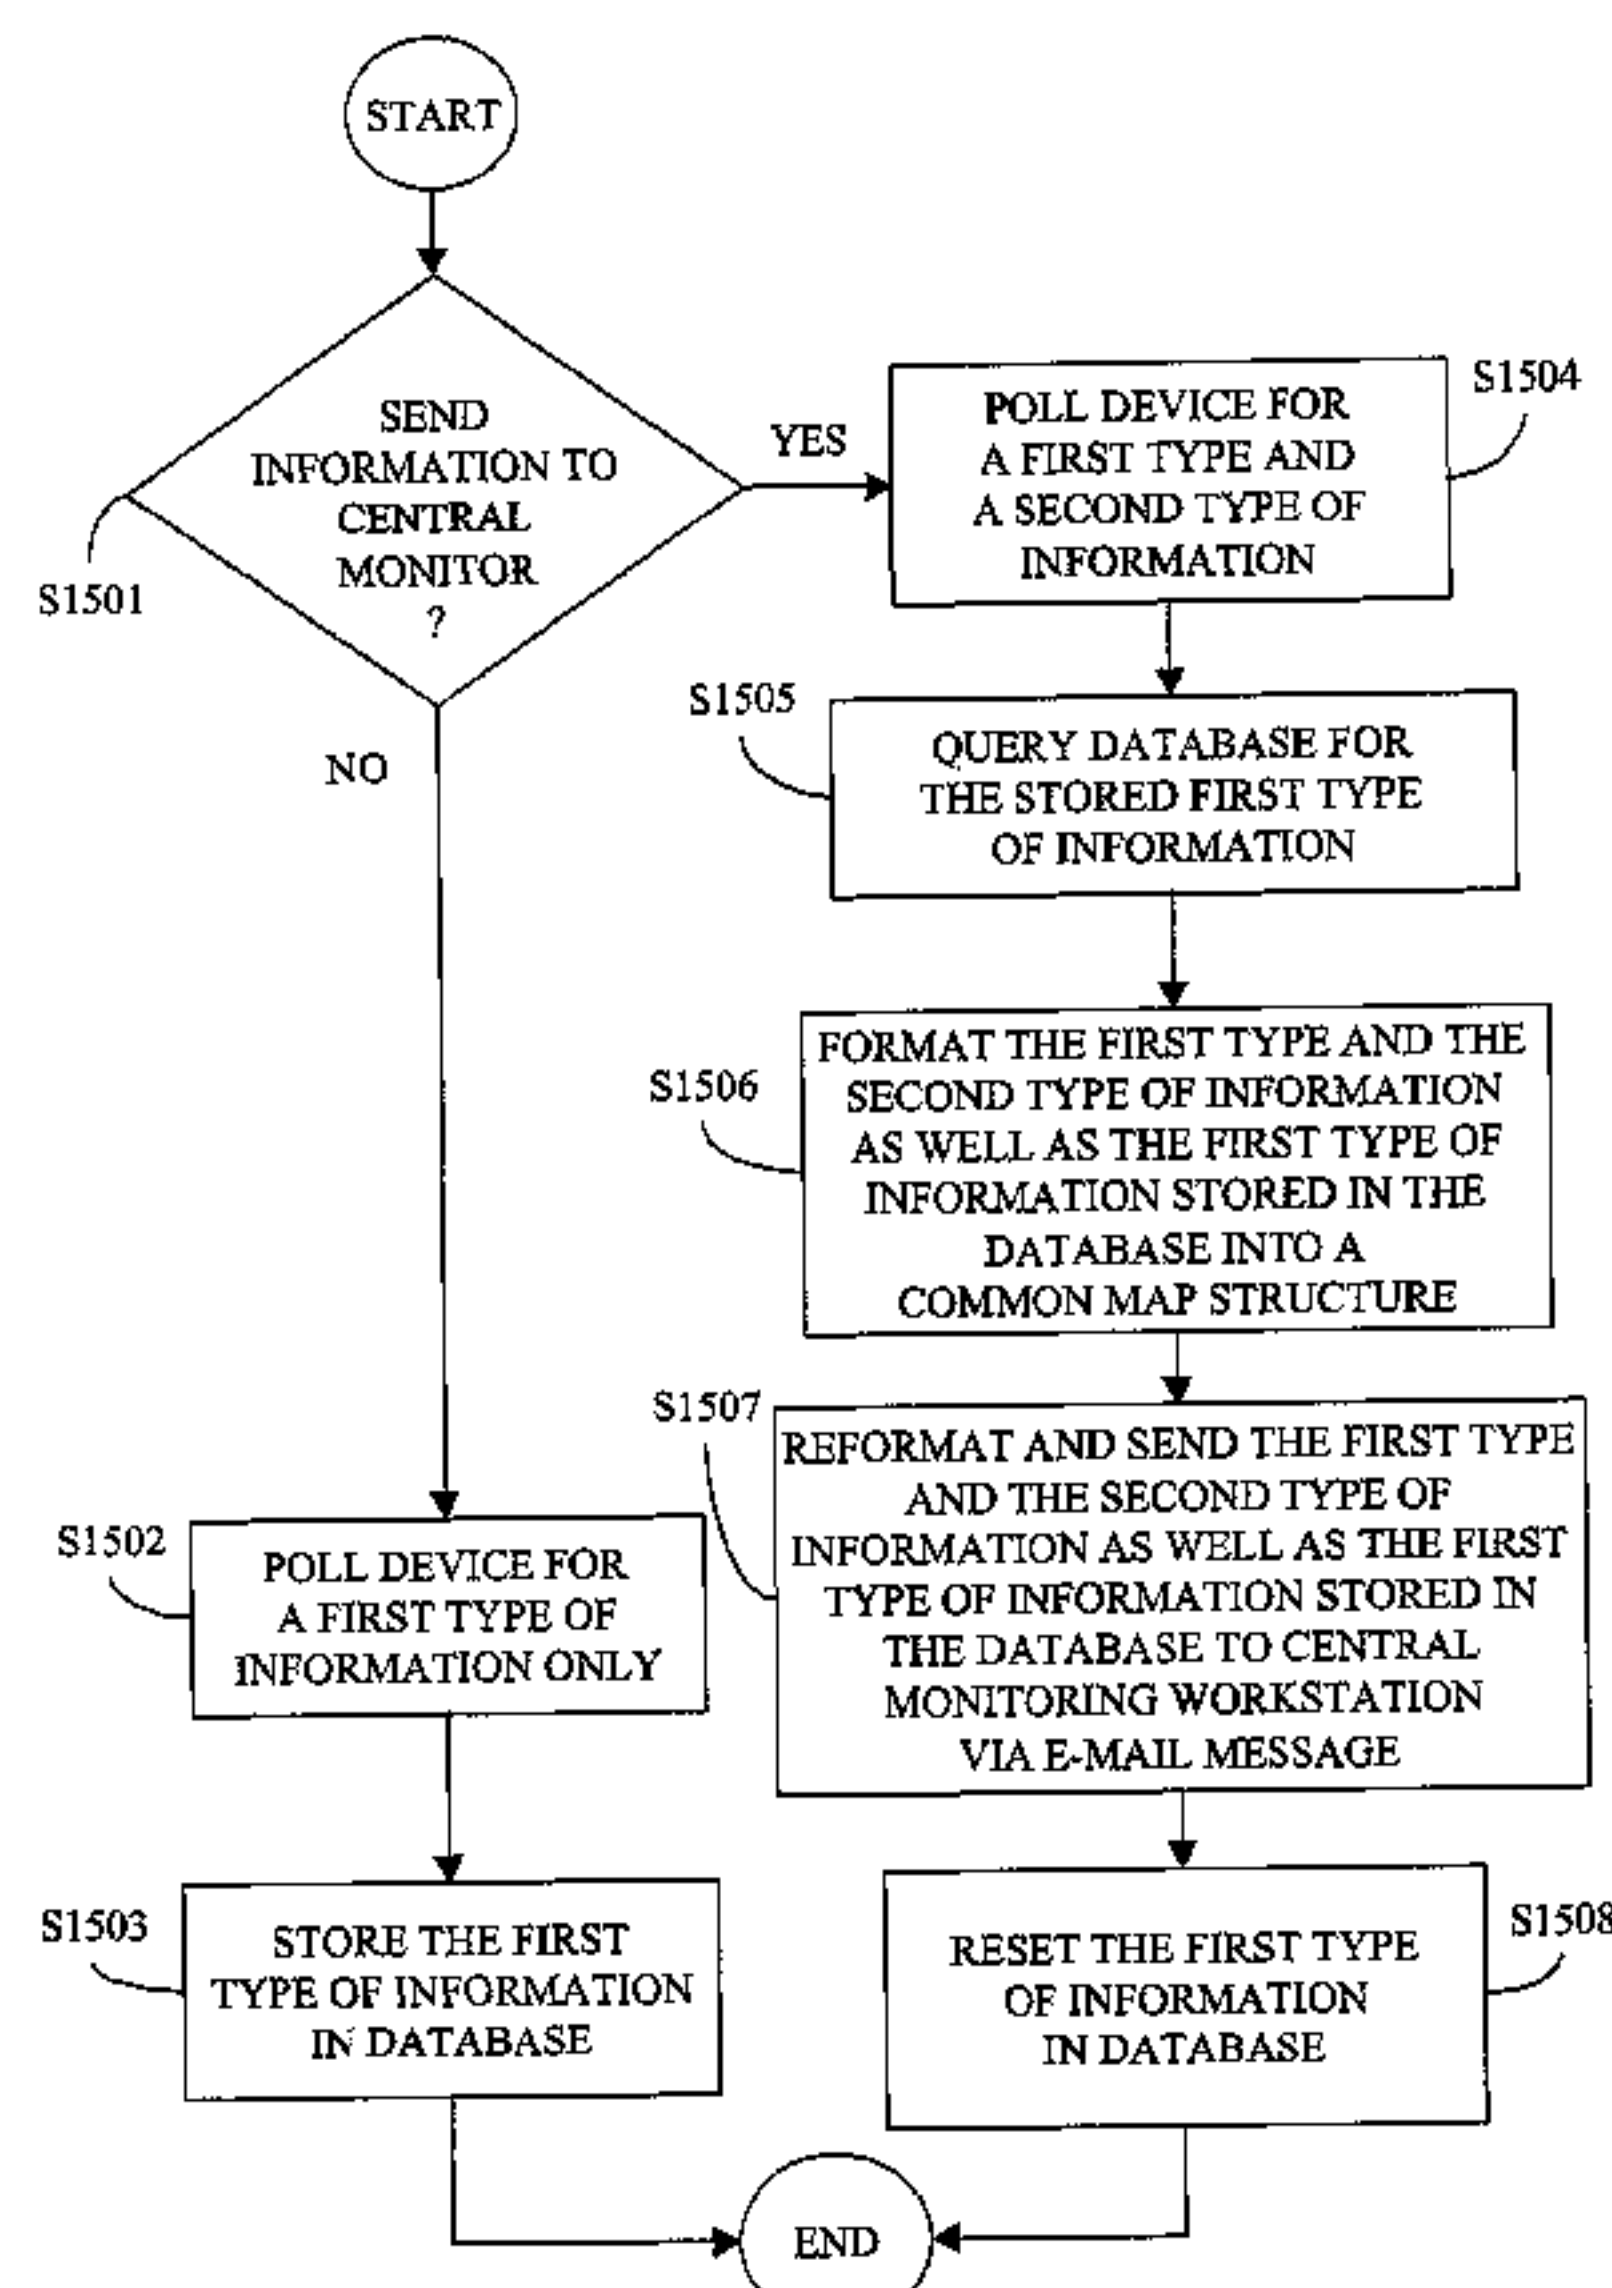 START
SEND
INFORMATION TO
CENTRAL
MONITOR
?
S1501
YES
NO
POLL DEVICE FOR
A FIRST TYPE AND
A SECOND TYPE OF
INFORMATION
S1504
S1505
QUERY DATABASE FOR
THE STORED FIRST TYPE
OF INFORMATION
S1506
FORMAT THE FIRST TYPE AND THE
SECOND TYPE OF INFORMATION
AS WELL AS THE FIRST TYPE OF
INFORMATION STORED IN THE
DATABASE INTO A
COMMON MAP STRUCTURE
S1507
REFORMAT AND SEND THE FIRST TYPE
AND THE SECOND TYPE OF
INFORMATION AS WELL AS THE FIRST
TYPE OF INFORMATION STORED IN
THE DATABASE TO CENTRAL
MONITORING WORKSTATION
VIA E-MAIL MESSAGE
S1502
POLL DEVICE FOR
A FIRST TYPE OF
INFORMATION ONLY
S1503
STORE THE FIRST
TYPE OF INFORMATION
IN DATABASE
RESET THE FIRST TYPE
OF INFORMATION
IN DATABASE
S1508
END